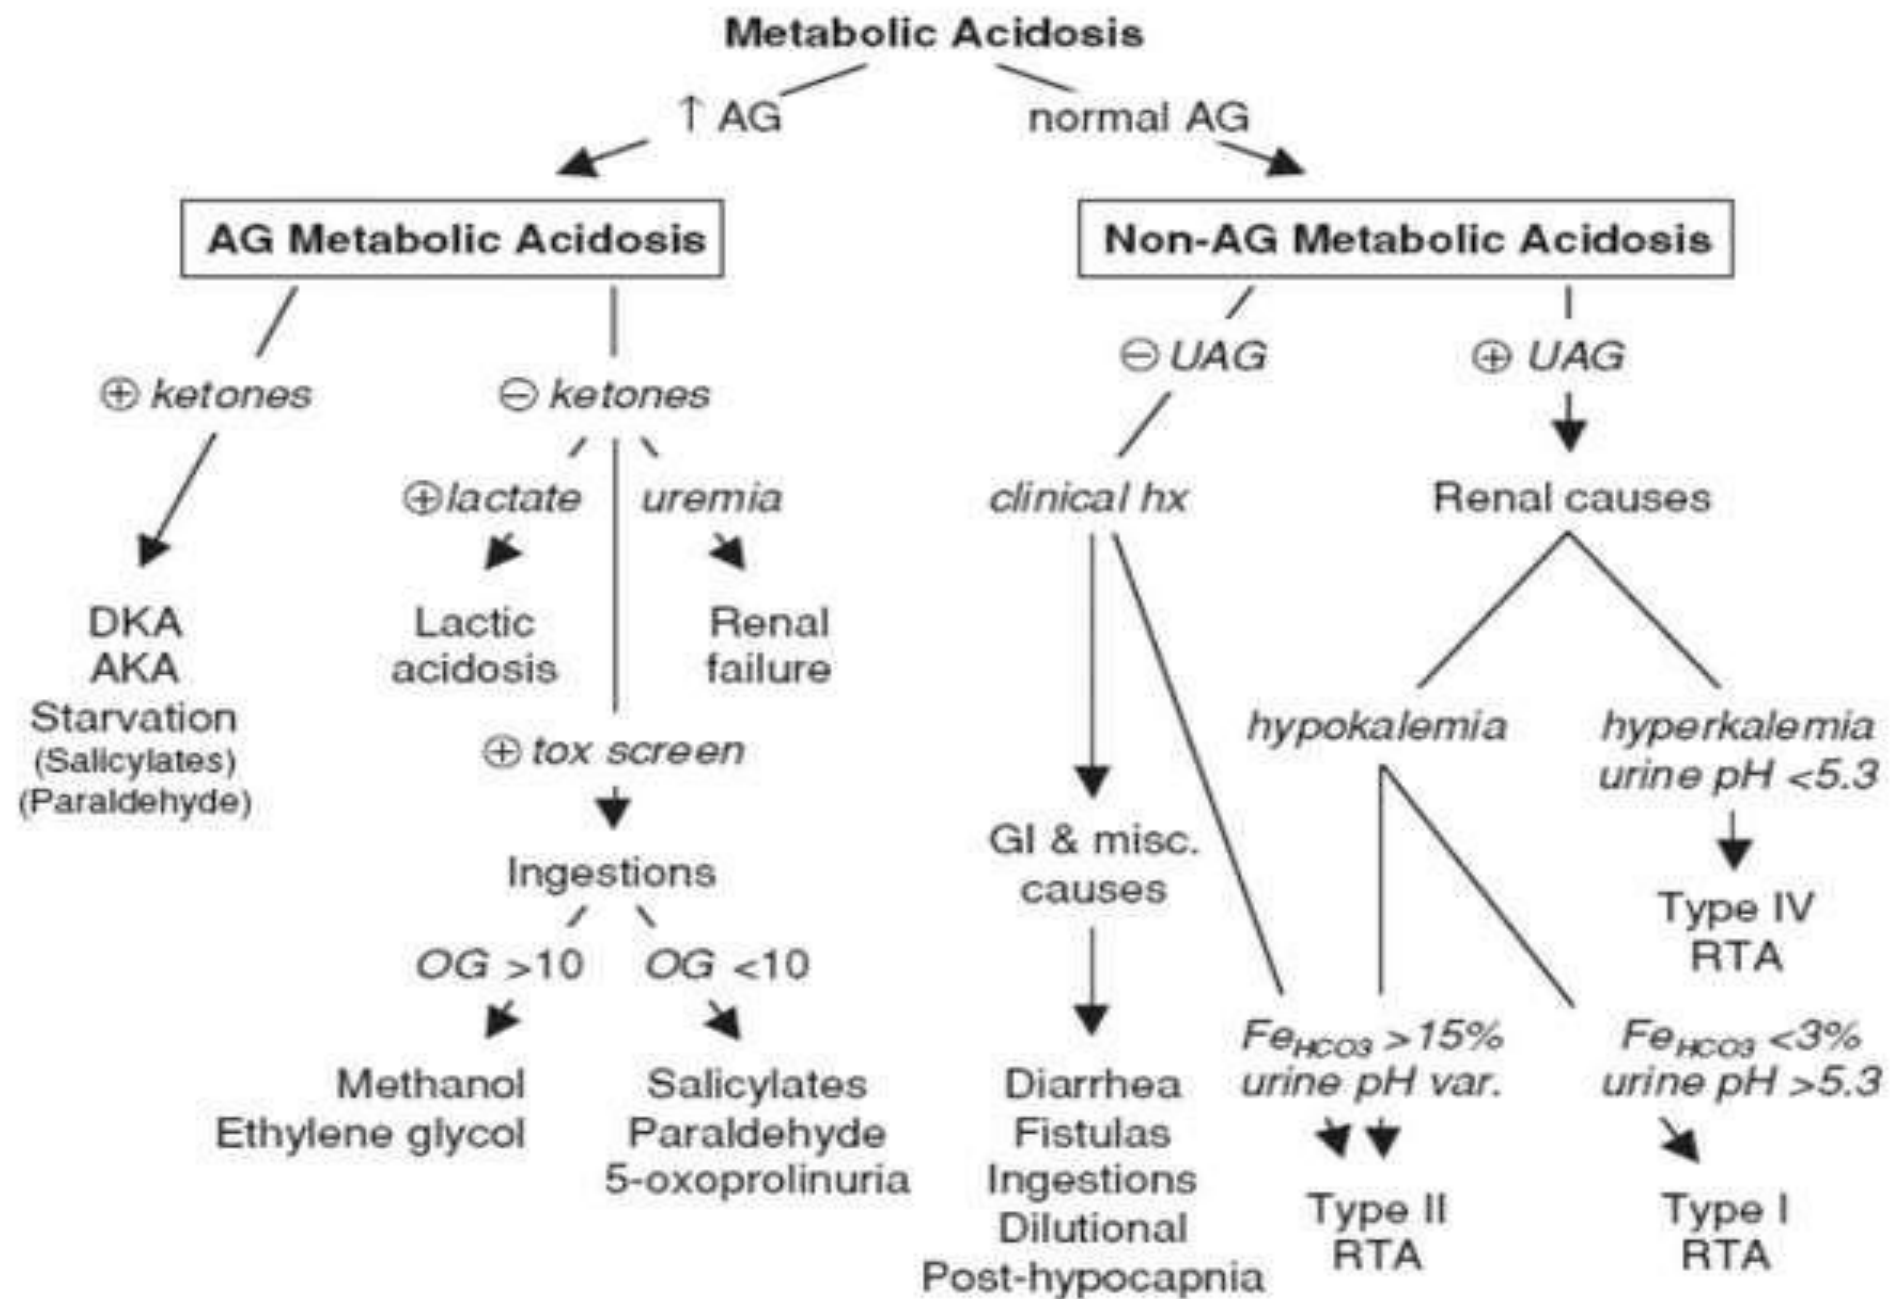 Metabolic Acidosis
↑ AG
normal AG
AG Metabolic Acidosis
Non-AG Metabolic Acidosis
⊕ ketones
⊖ ketones
⊖ UAG
⊕ UAG
⊕ lactate
uremia
clinical hx
Renal causes
DKA
AKA
Starvation
(Salicylates)
(Paraldehyde)
Lactic
acidosis
Renal
failure
⊕ tox screen
Ingestions
OG >10
OG <10
Methanol
Ethylene glycol
Salicylates
Paraldehyde
5-oxoprolinuria
GI & misc.
causes
Diarrhea
Fistulas
Ingestions
Dilutional
Post-hypocapnia
hypokalemia
hyperkalemia
urine pH <5.3
Type IV
RTA
FeHCO3 >15%
urine pH var.
Type II
RTA
FeHCO3 <3%
urine pH >5.3
Type I
RTA